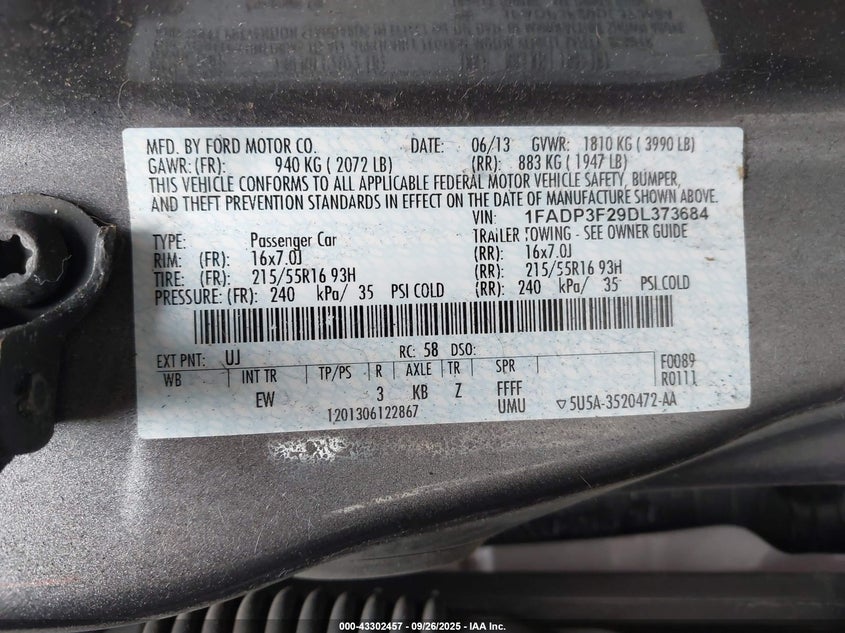 MFD. BY FORD MOTOR CO. DATE: 06/13 GVWR: 1810 KG ( 3990 LB)
GAWR: (FR): 940 KG ( 2072 LB) (RR): 883 KG ( 1947 LB)
THIS VEHICLE CONFORMS TO ALL APPLICABLE FEDERAL MOTOR VEHICLE SAFETY, BUMPER,
AND THEFT PREVENTION STANDARDS IN EFFECT ON THE DATE OF MANUFACTURE SHOWN ABOVE.
VIN: 1FADP3F29DL373684
TYPE: Passenger Car TRAILER TOWING - SEE OWNER GUIDE
RIM: (FR): 16x7.0J (RR): 16x7.0J
TIRE: (FR): 215/55R16 93H (RR): 215/55R16 93H
PRESSURE: (FR): 240 kPa/ 35 PSI COLD (RR): 240 kPa/ 35 PSI COLD
EXT PNT: UJ RC: 58 DSO: F0089
WB INT TR TP/PS R AXLE TR SPR R0111
EW 3 KB Z FFFF
1201306122867 UMU ▽5U5A-3520472-AA
000-43302457 - 09/26/2025 - IAA Inc.